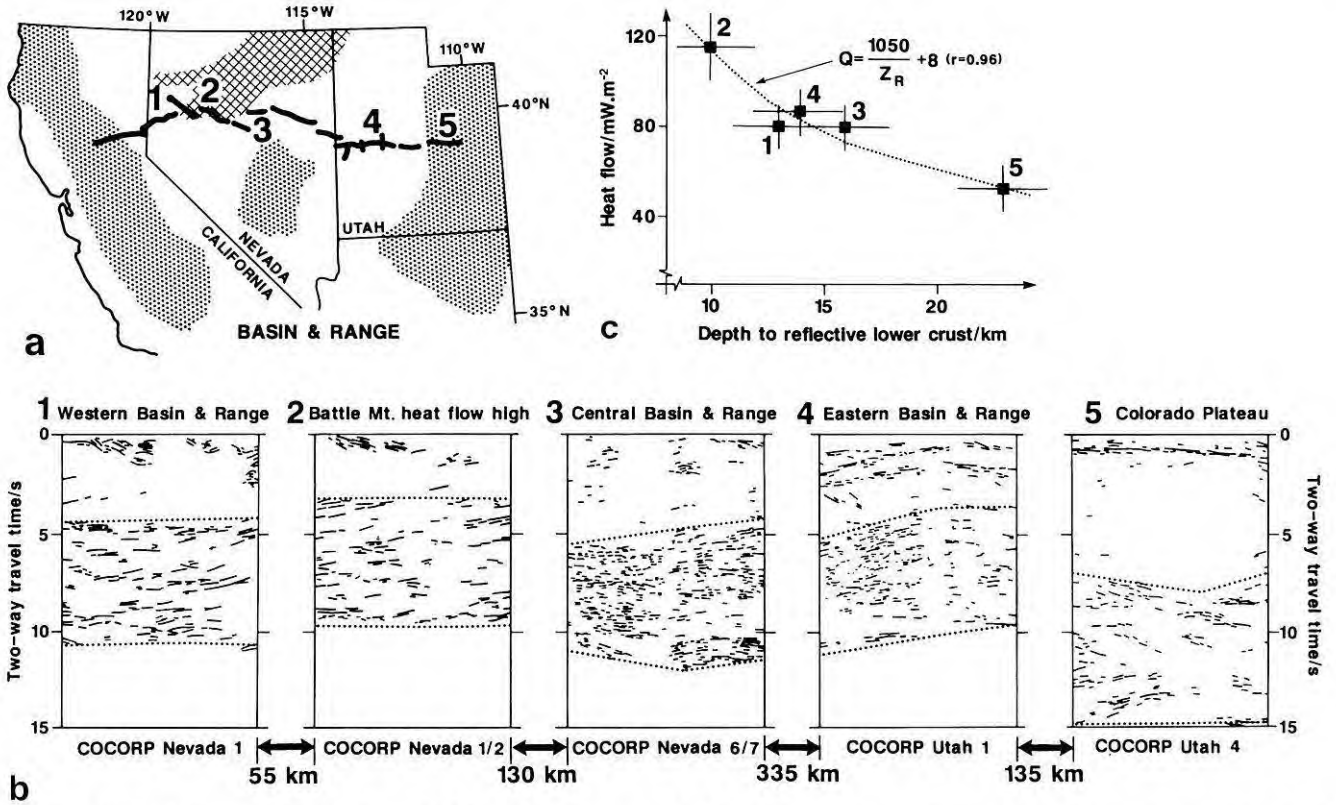 120°W
115°W
110°W
40°N
35°N
1
2
3
4
5
UTAH
NEVADA
CALIFORNIA
BASIN & RANGE
a
Heat flow/mW.m⁻²
120
80
40
2
Q= 1050/Z_R +8 (r=0.96)
4
3
1
5
10
15
20
c
Depth to reflective lower crust/km
1 Western Basin & Range
2 Battle Mt. heat flow high
3 Central Basin & Range
4 Eastern Basin & Range
5 Colorado Plateau
Two-way travel time/s
0
5
10
15
0
5
10
15
Two-way travel time/s
COCORP Nevada 1
COCORP Nevada 1/2
COCORP Nevada 6/7
COCORP Utah 1
COCORP Utah 4
55 km
130 km
335 km
135 km
b